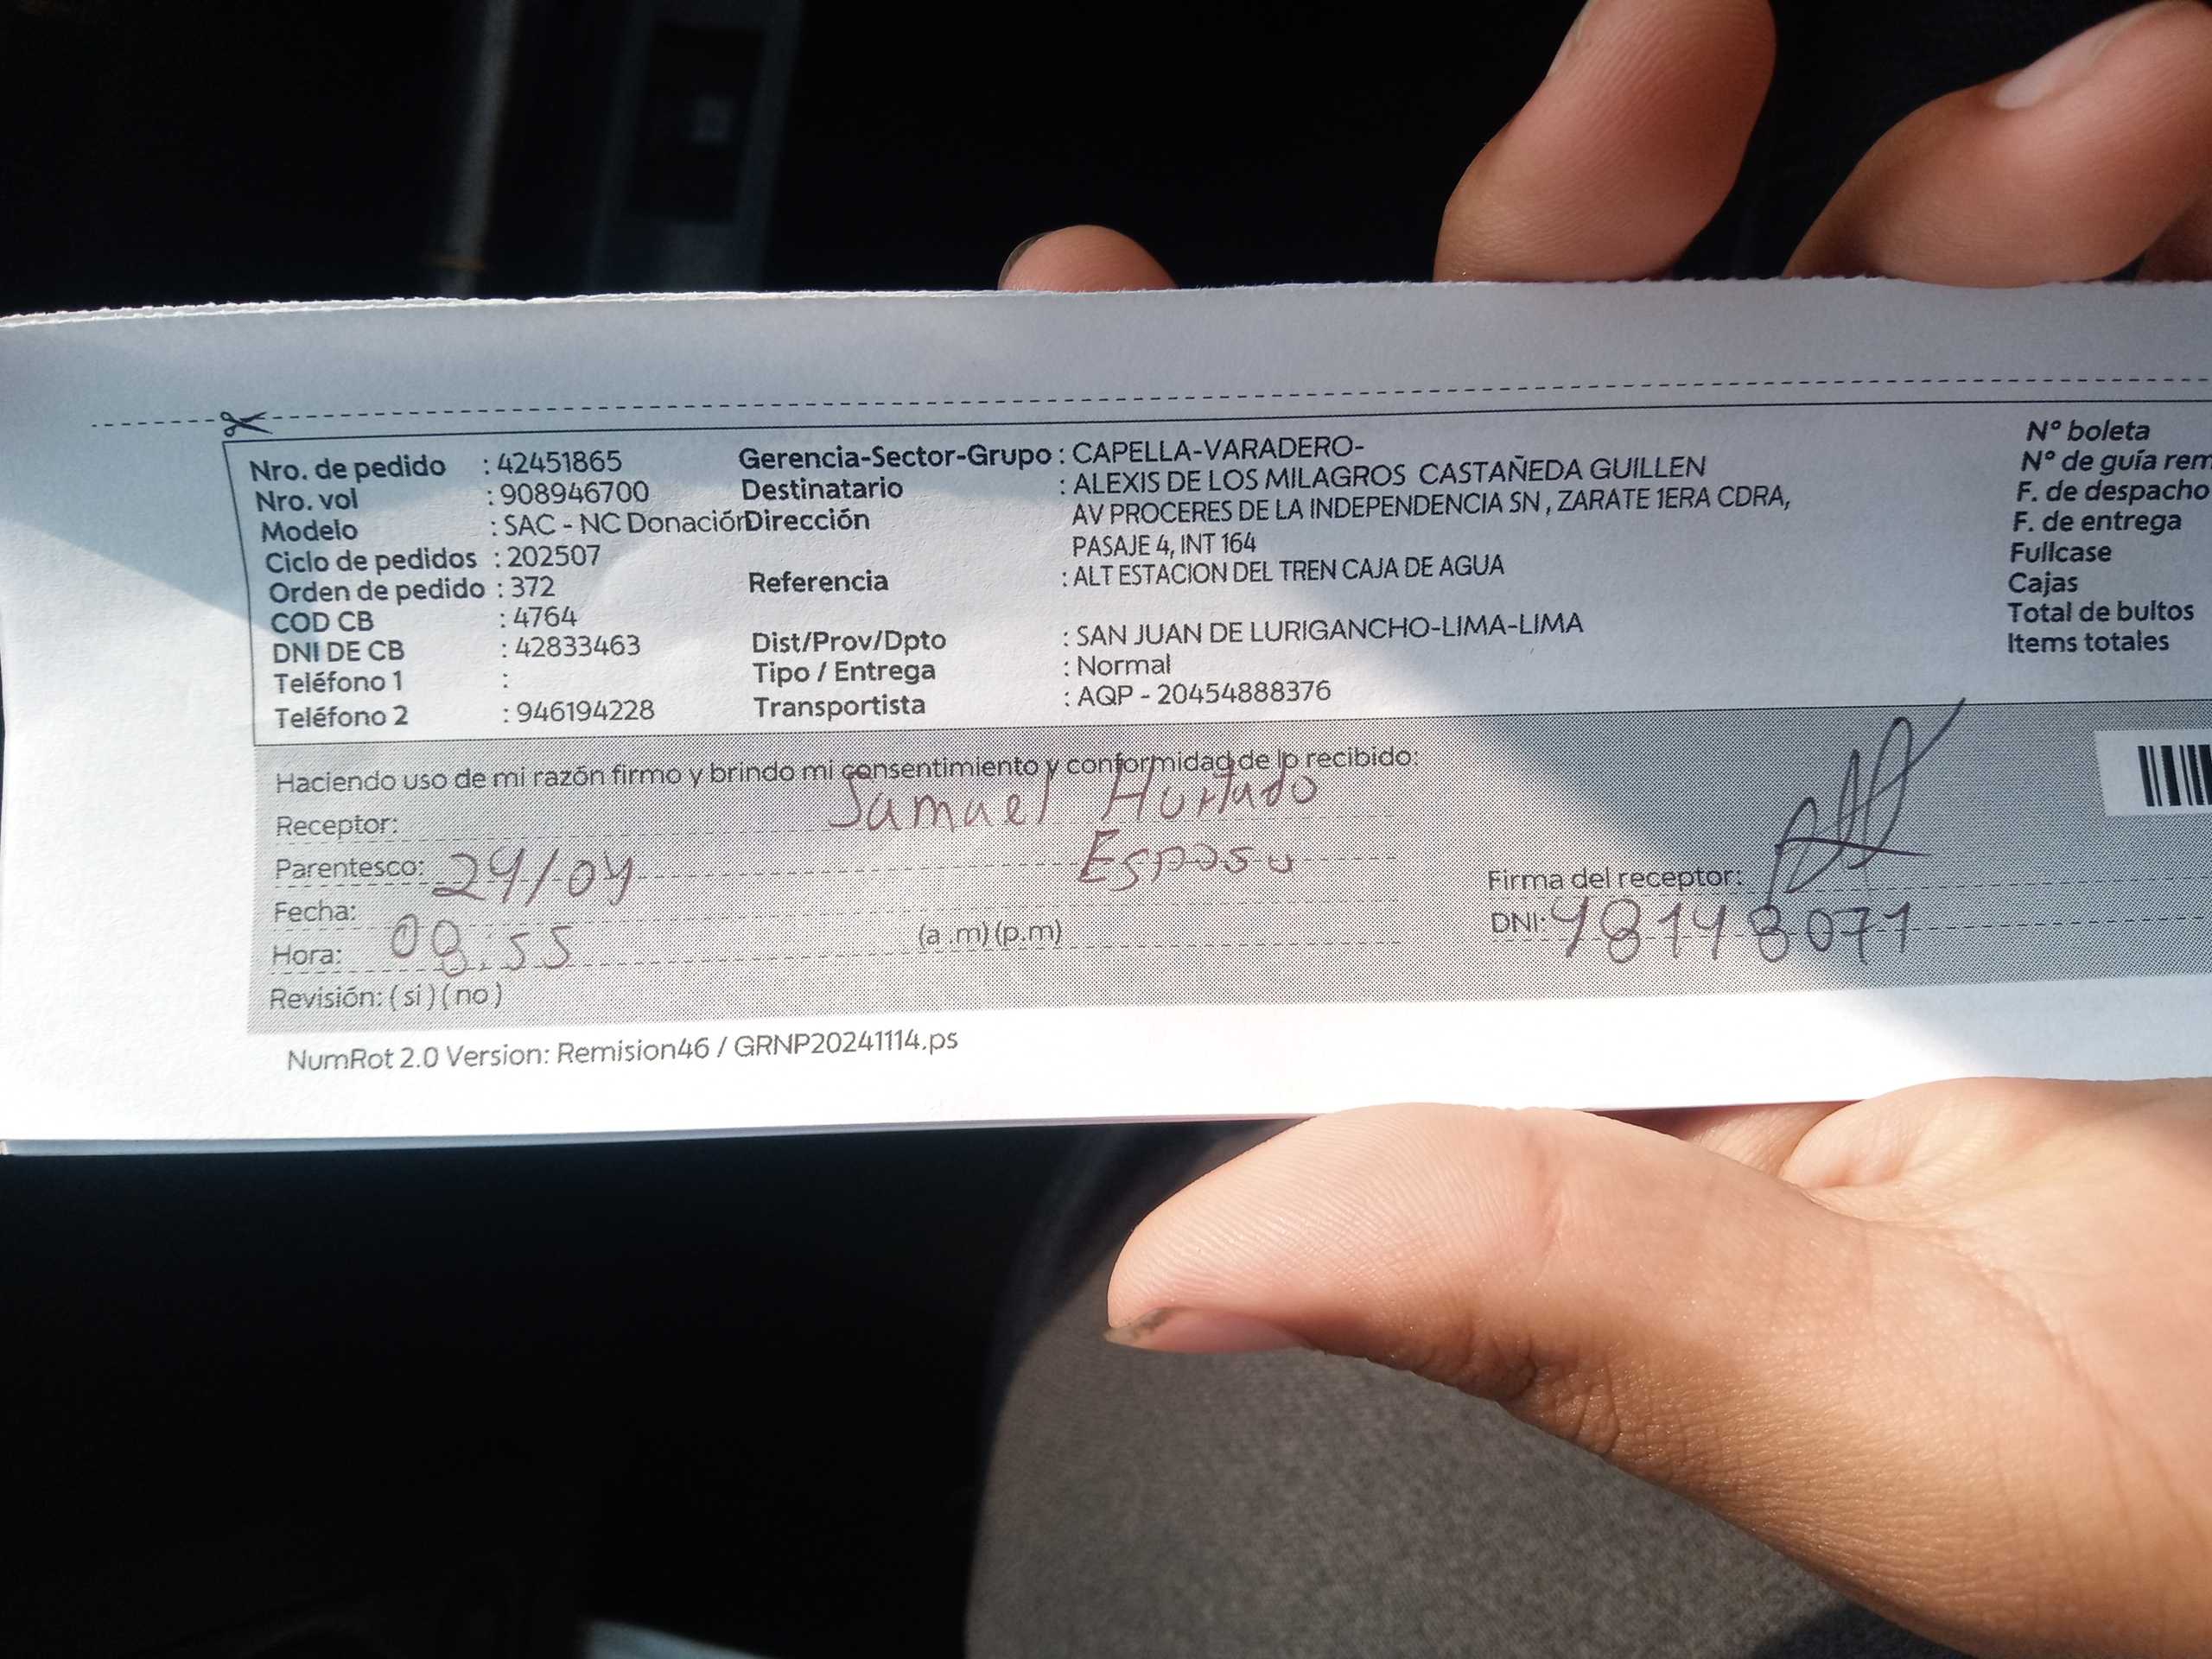 Nro. de pedido : 42451865
Nro. vol : 908946700
Modelo : SAC - NC Donación
Ciclo de pedidos : 202507
Orden de pedido : 372
COD CB : 4764
DNI DE CB : 42833463
Teléfono 1 :
Teléfono 2 : 946194228
Gerencia-Sector-Grupo : CAPELLA-VARADERO-
Destinatario : ALEXIS DE LOS MILAGROS CASTAÑEDA GUILLEN
Dirección AV PROCERES DE LA INDEPENDENCIA SN, ZARATE 1ERA CDRA,
PASAJE 4, INT 164
Referencia : ALT ESTACION DEL TREN CAJA DE AGUA
Dist/Prov/Dpto : SAN JUAN DE LURIGANCHO-LIMA-LIMA
Tipo / Entrega : Normal
Transportista : AQP - 20454888376
N° boleta
N° de guía rem
F. de despacho
F. de entrega
Fullcase
Cajas
Total de bultos
Items totales
Haciendo uso de mi razón firmo y brindo mi consentimiento y conformidad de lo recibido:
Receptor: Samuel Hurtado
Parentesco: 29/04 Esposo
Fecha:
Hora: 08:55 (a.m) (p.m)
Revisión: (si) (no)
Firma del receptor:
DNI: 48148071
NumRot 2.0 Version: Remision46 / GRNP20241114.ps